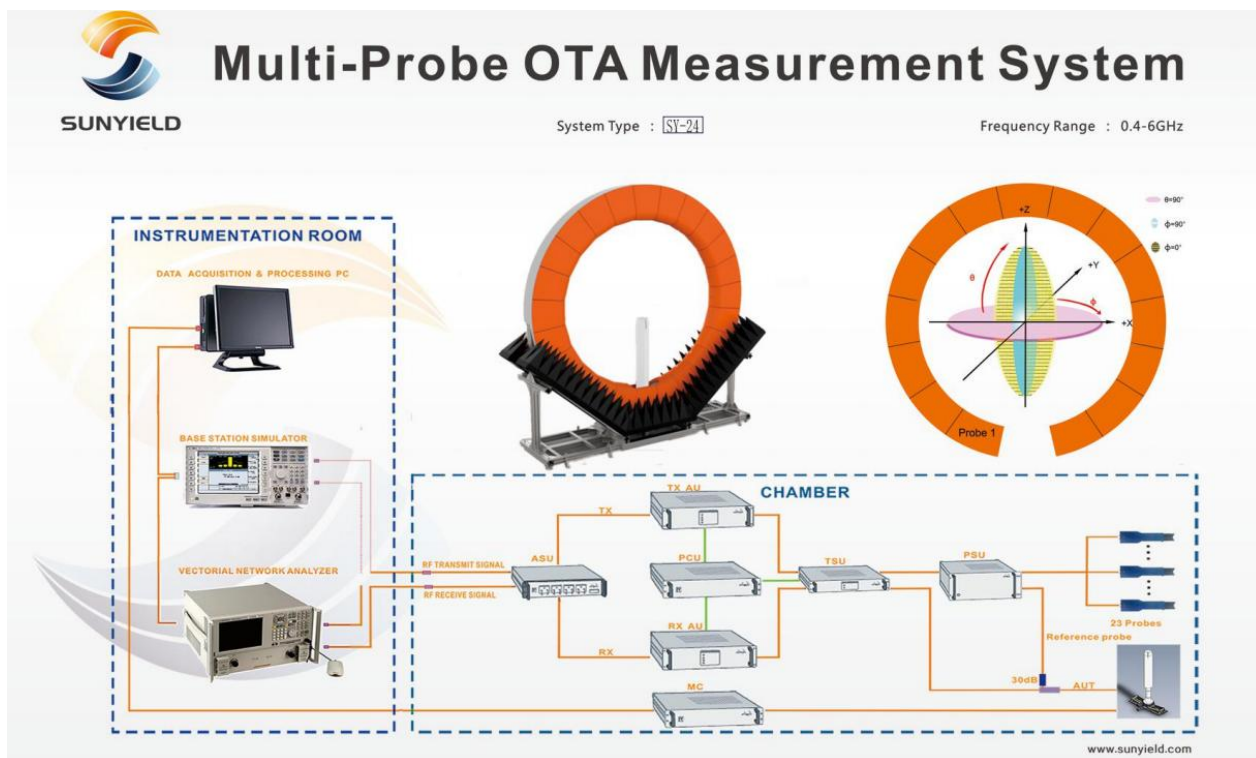 Multi-Probe OTA Measurement System
SUNYIELD
System Type : SY-24
Frequency Range : 0.4-6GHz
INSTRUMENTATION ROOM
DATA ACQUISITION & PROCESSING PC
BASE STATION SIMULATOR
VECTORIAL NETWORK ANALYZER
+Z
+Y
+X
θ
ϕ
θ=90°
ϕ=90°
ϕ=0°
Probe 1
CHAMBER
RF TRANSMIT SIGNAL
RF RECEIVE SIGNAL
ASU
TX
RX
TX AU
PCU
RX AU
MC
TSU
PSU
23 Probes
Reference probe
30dB
AUT
www.sunyield.com